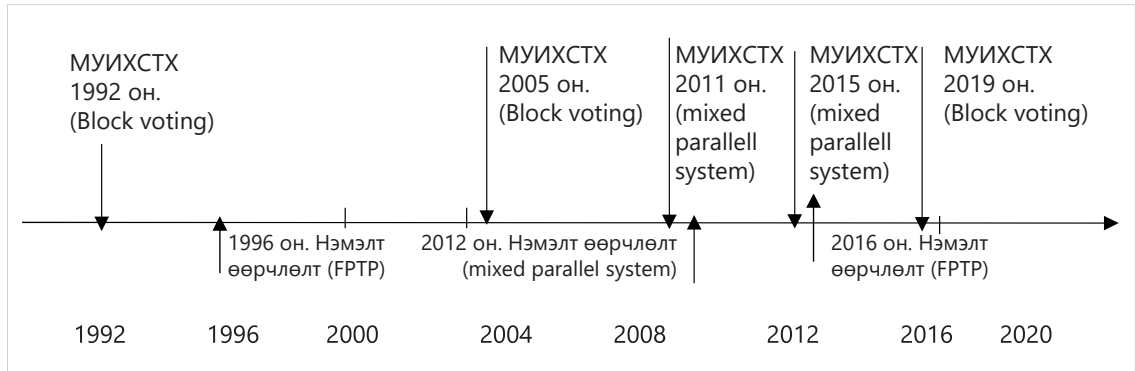 МУИХСТХ
1992 он.
(Block voting)
МУИХСТХ
2005 он.
(Block voting)
МУИХСТХ
2011 он.
(mixed
parallell
system)
МУИХСТХ
2015 он.
(mixed
parallell
system)
МУИХСТХ
2019 он.
(Block voting)
1996 он. Нэмэлт
өөрчлөлт (FPTP)
2012 он. Нэмэлт өөрчлөлт
(mixed parallel system)
2016 он. Нэмэлт
өөрчлөлт (FPTP)
1992 1996 2000 2004 2008 2012 2016 2020